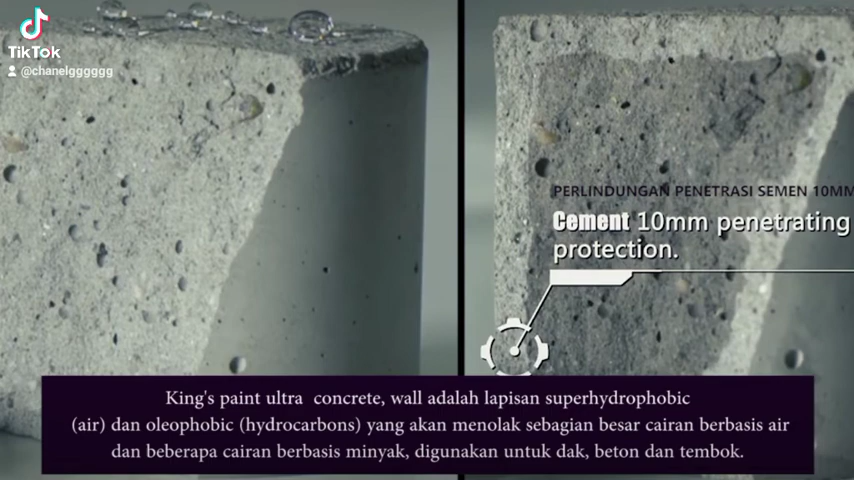 TikTok
@chanelgggggg
PERLINDUNGAN PENETRASI SEMEN 10MM
Cement 10mm penetrating
protection.
King's paint ultra concrete, wall adalah lapisan superhydrophobic
(air) dan oleophobic (hydrocarbons) yang akan menolak sebagian besar cairan berbasis air
dan beberapa cairan berbasis minyak, digunakan untuk dak, beton dan tembok.